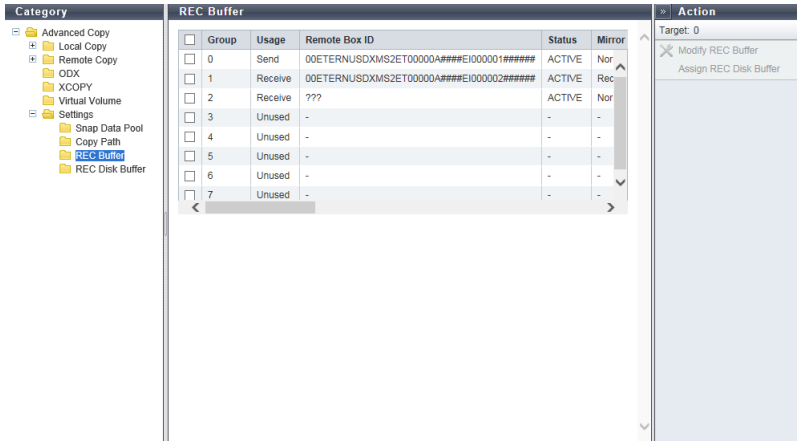 Category
Advanced Copy
Local Copy
Remote Copy
ODX
XCOPY
Virtual Volume
Settings
Snap Data Pool
Copy Path
REC Buffer
REC Disk Buffer
REC Buffer
Group Usage Remote Box ID Status Mirror
0 Send 00ETERNUSDXMS2ET00000A####EI000001###### ACTIVE Nor
1 Receive 00ETERNUSDXMS2ET00000A####EI000002###### ACTIVE Rec
2 Receive ??? ACTIVE Nor
3 Unused - - -
4 Unused - - -
5 Unused - - -
6 Unused - - -
7 Unused - - -
» Action
Target: 0
Modify REC Buffer
Assign REC Disk Buffer